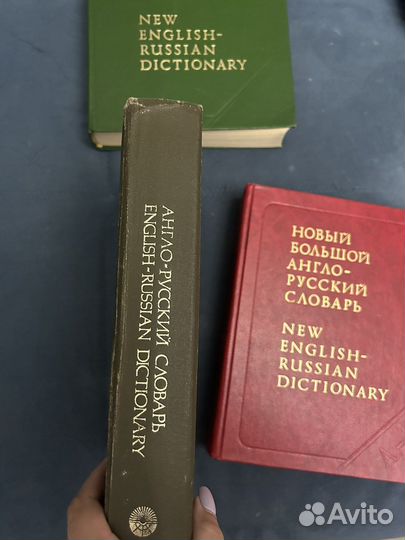 NEW
ENGLISH-
RUSSIAN
DICTIONARY
АНГЛО-РУССКИЙ СЛОВАРЬ
ENGLISH-RUSSIAN DICTIONARY
НОВЫЙ
БОЛЬШОЙ
АНГЛО-
РУССКИЙ
СЛОВАРЬ
NEW
ENGLISH-
RUSSIAN
DICTIONARY
Avito